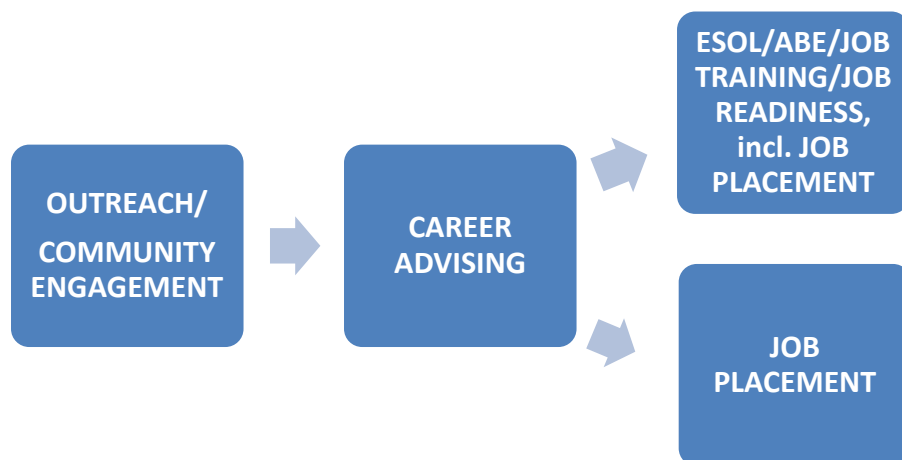 OUTREACH/
COMMUNITY
ENGAGEMENT
CAREER
ADVISING
ESOL/ABE/JOB
TRAINING/JOB
READINESS,
incl. JOB
PLACEMENT
JOB
PLACEMENT